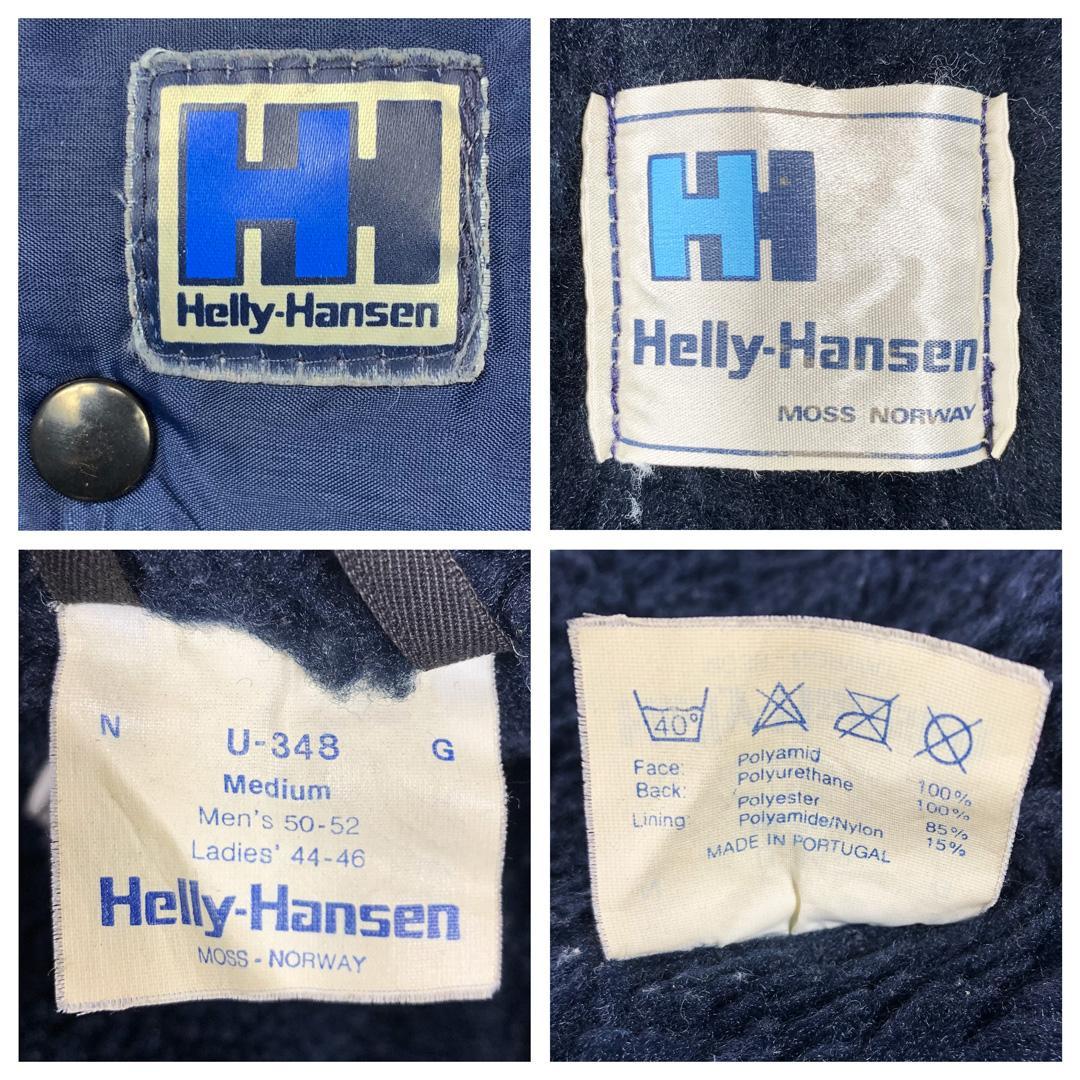 HH
Helly-Hansen
HH
Helly-Hansen
MOSS NORWAY
N U-348 G
Medium
Men's 50-52
Ladies' 44-46
Helly-Hansen
MOSS - NORWAY
40°
Face: Polyamid 100%
Back: Polyurethane 100%
Lining: Polyester 85%
Polyamide/Nylon 15%
MADE IN PORTUGAL